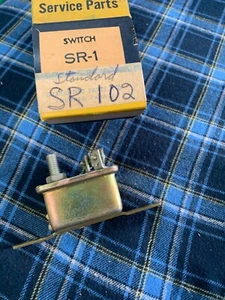 Service Parts
SWITCH
SR-1
Standard
SR 102